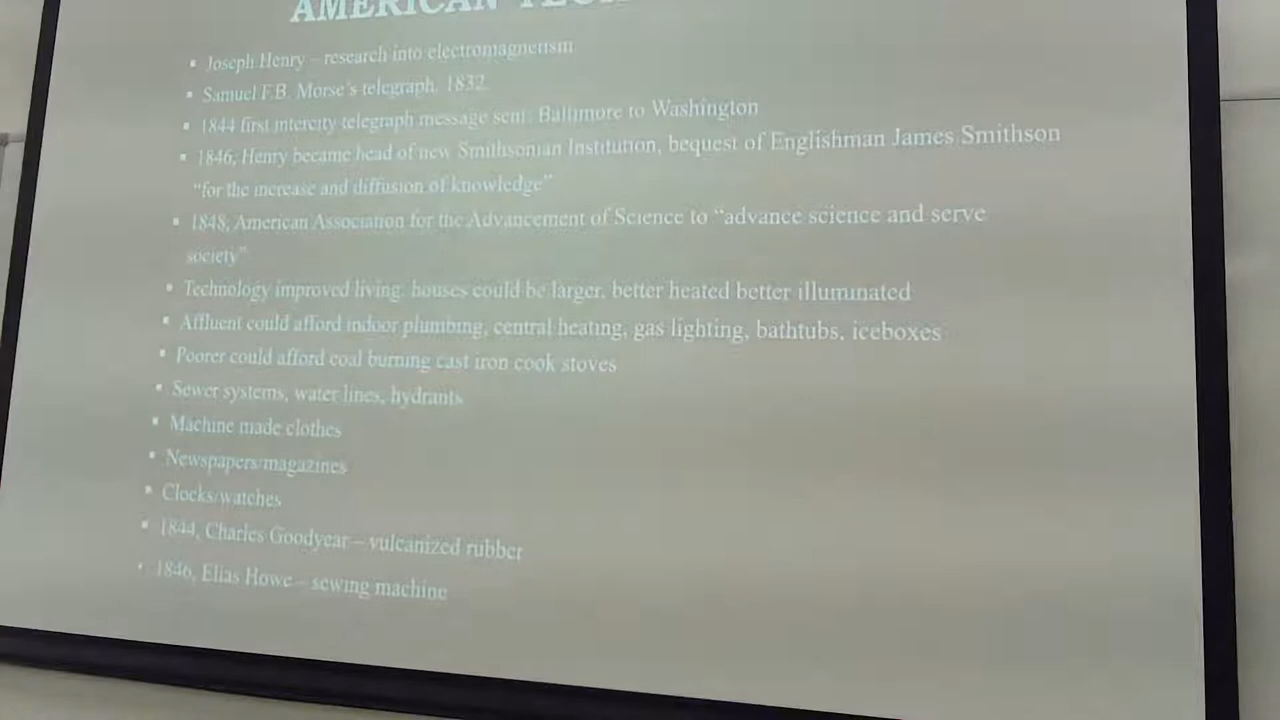 AMERICAN
▪ Joseph Henry – research into electromagnetism
▪ Samuel F.B. Morse's telegraph, 1832
▪ 1844 first intercity telegraph message sent: Baltimore to Washington
▪ 1846, Henry became head of new Smithsonian Institution, bequest of Englishman James Smithson
"for the increase and diffusion of knowledge"
▪ 1848, American Association for the Advancement of Science to "advance science and serve
society"
▪ Technology improved living: houses could be larger, better heated better illuminated
▪ Affluent could afford indoor plumbing, central heating, gas lighting, bathtubs, iceboxes
▪ Poorer could afford coal burning cast iron cook stoves
▪ Sewer systems, water lines, hydrants
▪ Machine made clothes
▪ Newspapers/magazines
▪ Clocks/watches
▪ 1844, Charles Goodyear – vulcanized rubber
▪ 1846, Elias Howe – sewing machine